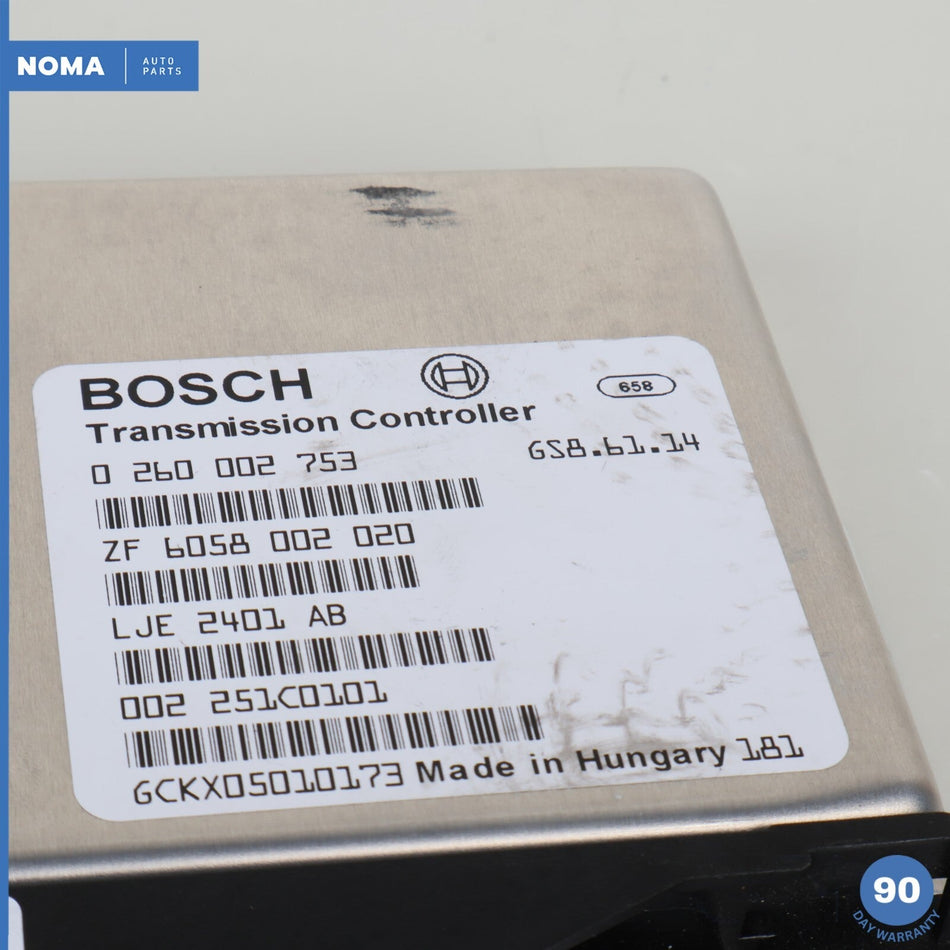 NOMA
AUTO
PARTS
BOSCH
658
Transmission Controller
0 260 002 753
GS8.61.14
ZF 6058 002 020
LJE 2401 AB
002 251C0101
GCKX05010173 Made in Hungary 181
90
DAY WARRANTY